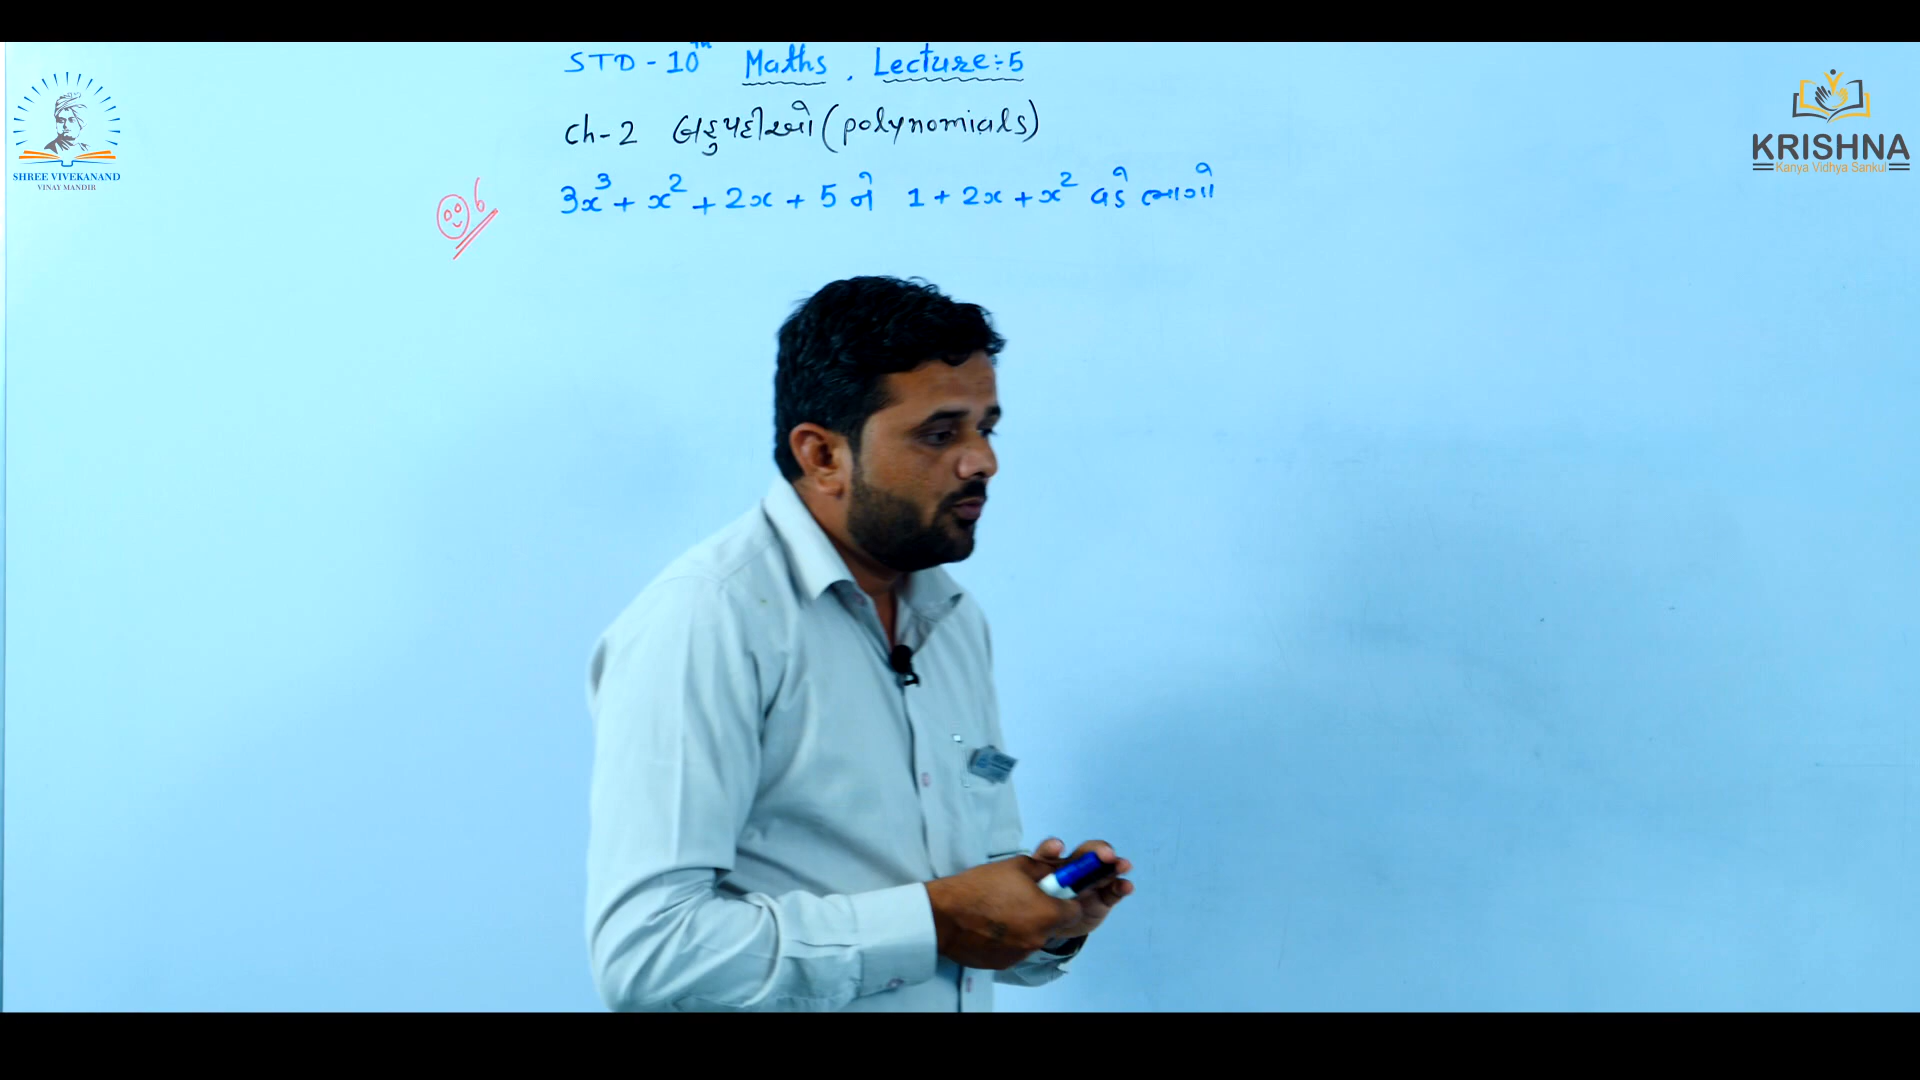 STD - 10th Maths, Lecture:- 5
Ch - 2 બહુપદીઓ (polynomials)
6 3x³ + x² + 2x + 5 ને 1 + 2x + x² વડે ભાગો
SHREE VIVEKANAND
VINAY MANDIR
KRISHNA
Kanya Vidhya Sankul